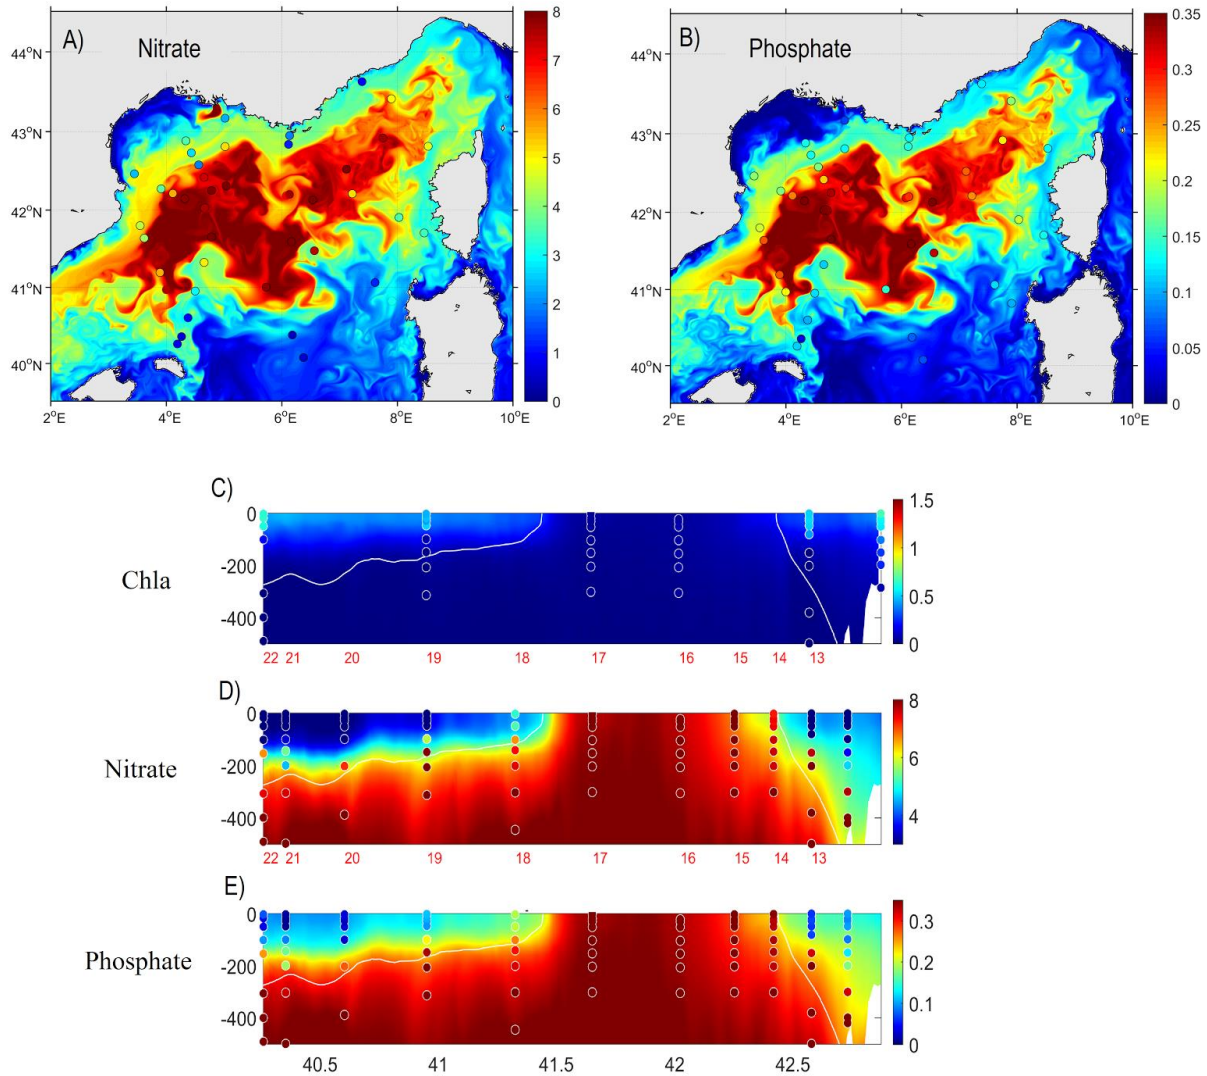 A) Nitrate
44°N
43°N
42°N
41°N
40°N
2°E 4°E 6°E 8°E 10°E
8
7
6
5
4
3
2
1
0
B) Phosphate
44°N
43°N
42°N
41°N
40°N
2°E 4°E 6°E 8°E 10°E
0.35
0.3
0.25
0.2
0.15
0.1
0.05
0
C)
Chla
0
-200
-400
22 21 20 19 18 17 16 15 14 13
1.5
1
0.5
0
D)
Nitrate
0
-200
-400
22 21 20 19 18 17 16 15 14 13
8
6
4
E)
Phosphate
0
-200
-400
40.5 41 41.5 42 42.5
0.3
0.2
0.1
0